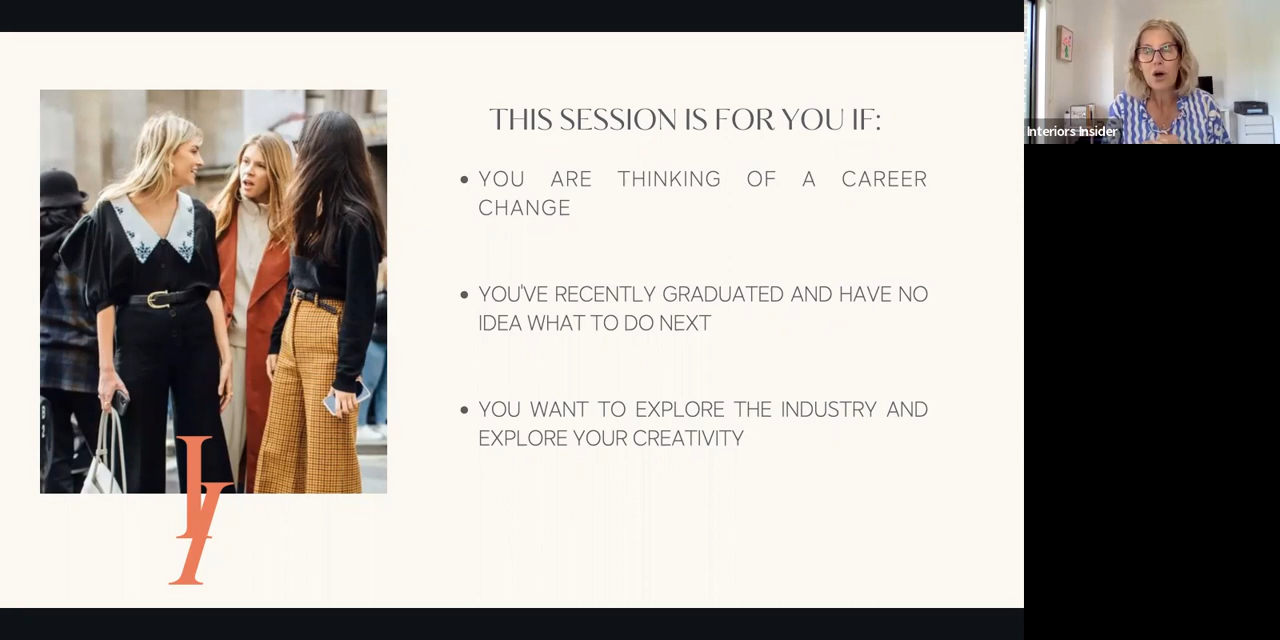 THIS SESSION IS FOR YOU IF:
YOU ARE THINKING OF A CAREER
CHANGE
YOU'VE RECENTLY GRADUATED AND HAVE NO
IDEA WHAT TO DO NEXT
YOU WANT TO EXPLORE THE INDUSTRY AND
EXPLORE YOUR CREATIVITY
II
Interiors Insider